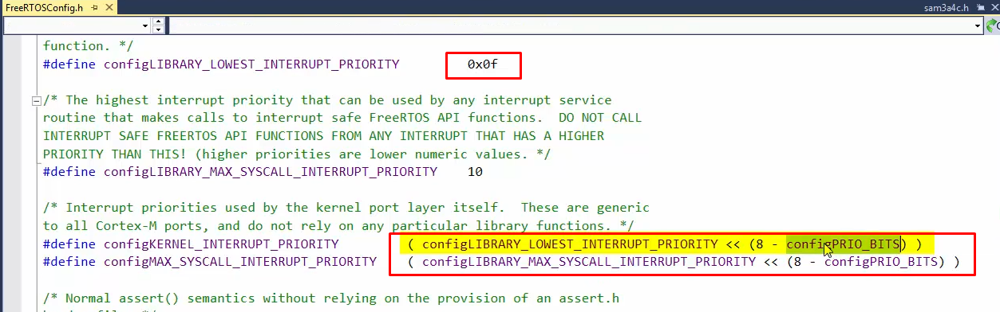 FreeRTOSConfig.h
sam3a4c.h
function. */
#define configLIBRARY_LOWEST_INTERRUPT_PRIORITY 0x0f
/* The highest interrupt priority that can be used by any interrupt service
routine that makes calls to interrupt safe FreeRTOS API functions. DO NOT CALL
INTERRUPT SAFE FREERTOS API FUNCTIONS FROM ANY INTERRUPT THAT HAS A HIGHER
PRIORITY THAN THIS! (higher priorities are lower numeric values. */
#define configLIBRARY_MAX_SYSCALL_INTERRUPT_PRIORITY 10
/* Interrupt priorities used by the kernel port layer itself. These are generic
to all Cortex-M ports, and do not rely on any particular library functions. */
#define configKERNEL_INTERRUPT_PRIORITY ( configLIBRARY_LOWEST_INTERRUPT_PRIORITY << (8 - configPRIO_BITS) )
#define configMAX_SYSCALL_INTERRUPT_PRIORITY ( configLIBRARY_MAX_SYSCALL_INTERRUPT_PRIORITY << (8 - configPRIO_BITS) )
/* Normal assert() semantics without relying on the provision of an assert.h